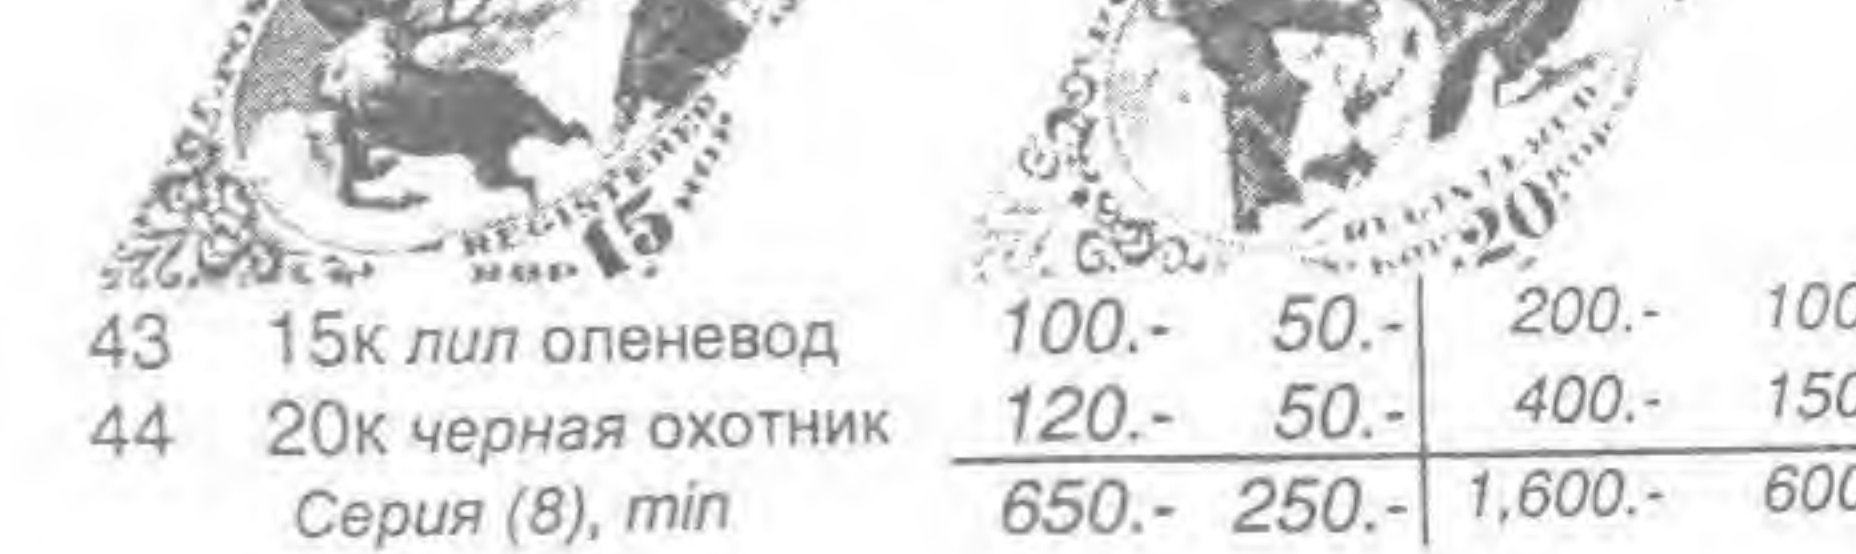 REGISTERED
15
20
43 15к лил оленевод 100.- 50.- 200.- 100
44 20к черная охотник 120.- 50.- 400.- 150
Серия (8), min 650.- 250.- 1,600.- 600